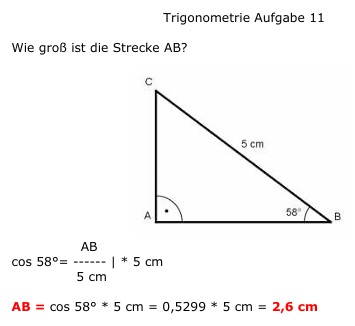 Trigonometrie Aufgabe 11
Wie groß ist die Strecke AB?
C
5 cm
A
58°
B
AB
cos 58°= ------ | * 5 cm
5 cm
AB = cos 58° * 5 cm = 0,5299 * 5 cm = 2,6 cm